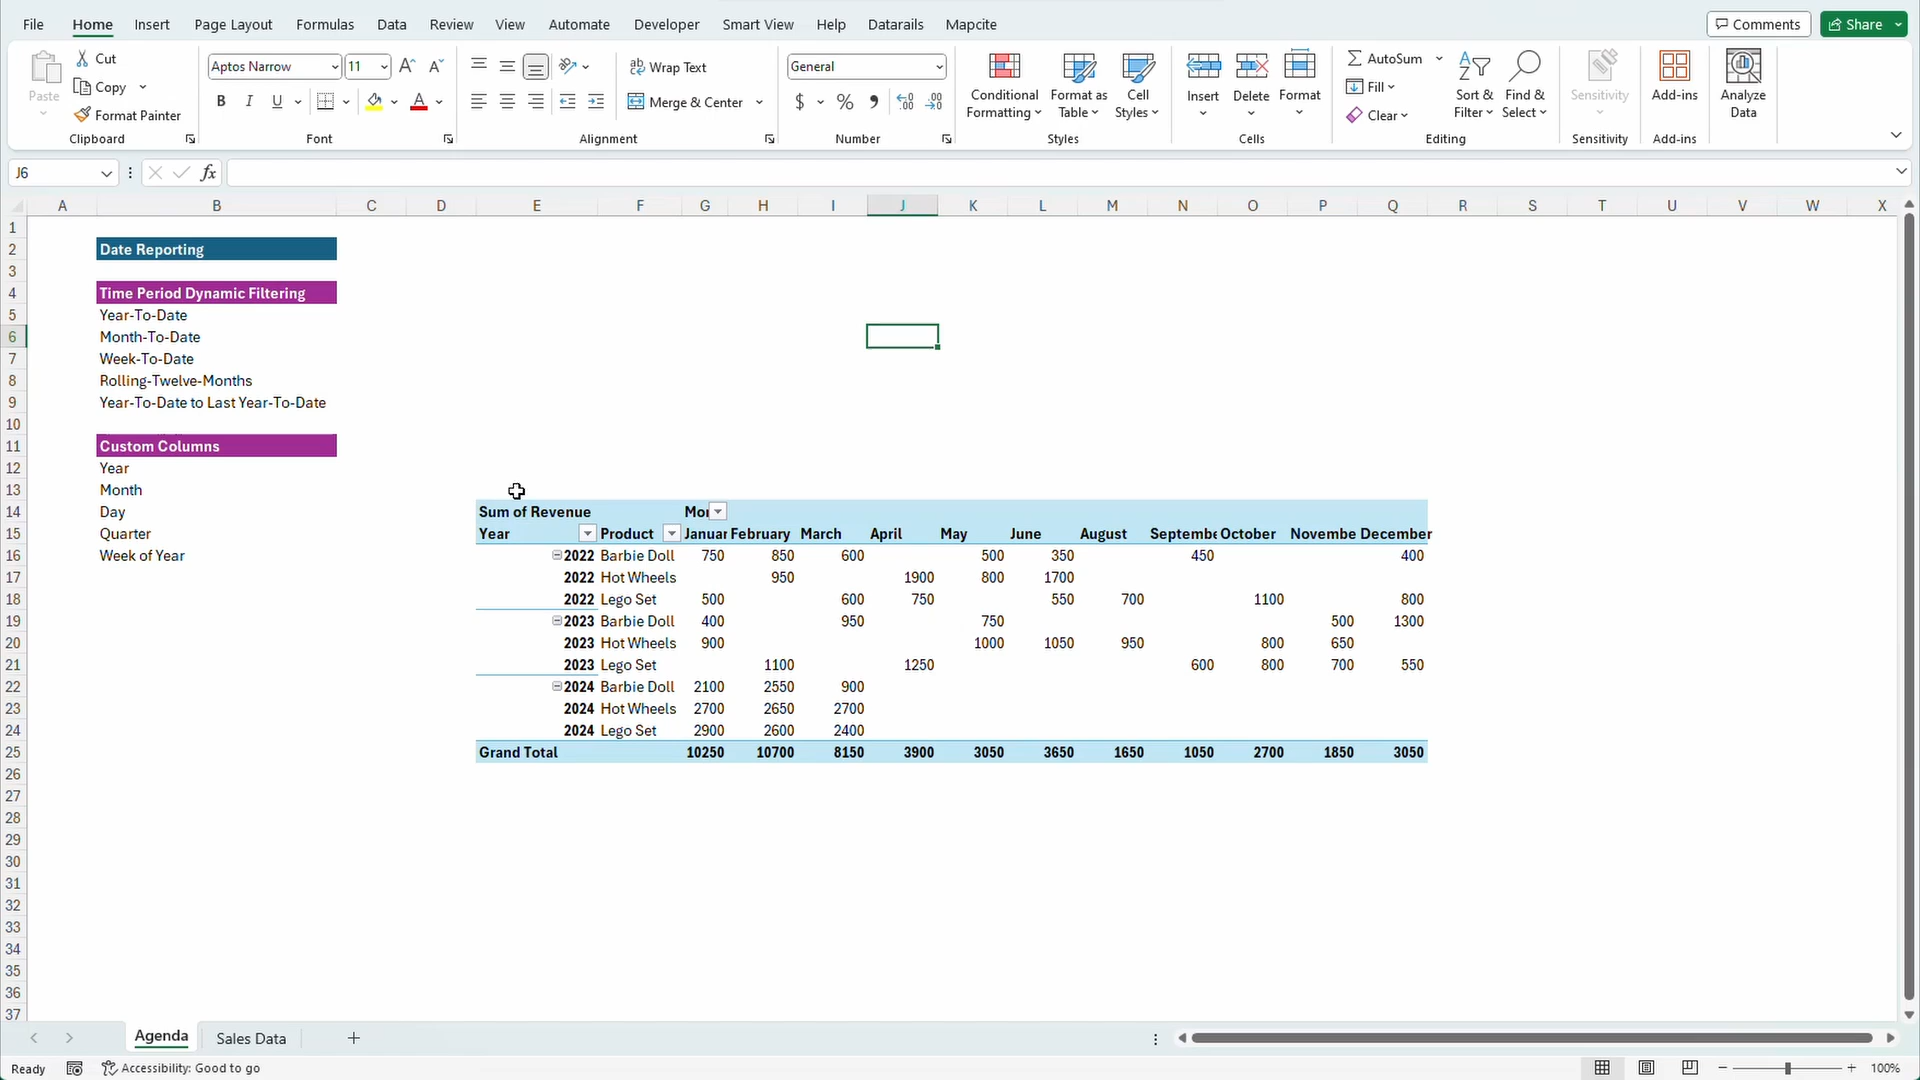 File Home Insert Page Layout Formulas Data Review View Automate Developer Smart View Help Datarails Mapcite Comments Share
Cut
Copy
Format Painter
Paste
Clipboard
Aptos Narrow 11
B I U
Font
Wrap Text
Merge & Center
Alignment
General
$ %
Number
Conditional Formatting
Format as Table
Cell Styles
Styles
Insert
Delete
Format
Cells
AutoSum
Fill
Clear
Sort & Filter
Find & Select
Editing
Sensitivity
Sensitivity
Add-ins
Add-ins
Analyze Data
J6 fx
A B C D E F G H I J K L M N O P Q R S T U V W X
1
2 Date Reporting
3
4 Time Period Dynamic Filtering
5 Year-To-Date
6 Month-To-Date
7 Week-To-Date
8 Rolling-Twelve-Months
9 Year-To-Date to Last Year-To-Date
10
11 Custom Columns
12 Year
13 Month
14 Day Sum of Revenue Mor
15 Quarter Year Product Januar February March April May June August Septembe October Novembe December
16 Week of Year 2022 Barbie Doll 750 850 600 500 350 450 400
17 2022 Hot Wheels 950 1900 800 1700
18 2022 Lego Set 500 600 750 550 700 1100 800
19 2023 Barbie Doll 400 950 750 500 1300
20 2023 Hot Wheels 900 1000 1050 950 800 650
21 2023 Lego Set 1100 1250 600 800 700 550
22 2024 Barbie Doll 2100 2550 900
23 2024 Hot Wheels 2700 2650 2700
24 2024 Lego Set 2900 2600 2400
25 Grand Total 10250 10700 8150 3900 3050 3650 1650 1050 2700 1850 3050
26
27
28
29
30
31
32
33
34
35
36
37
Agenda Sales Data
Ready Accessibility: Good to go 100%